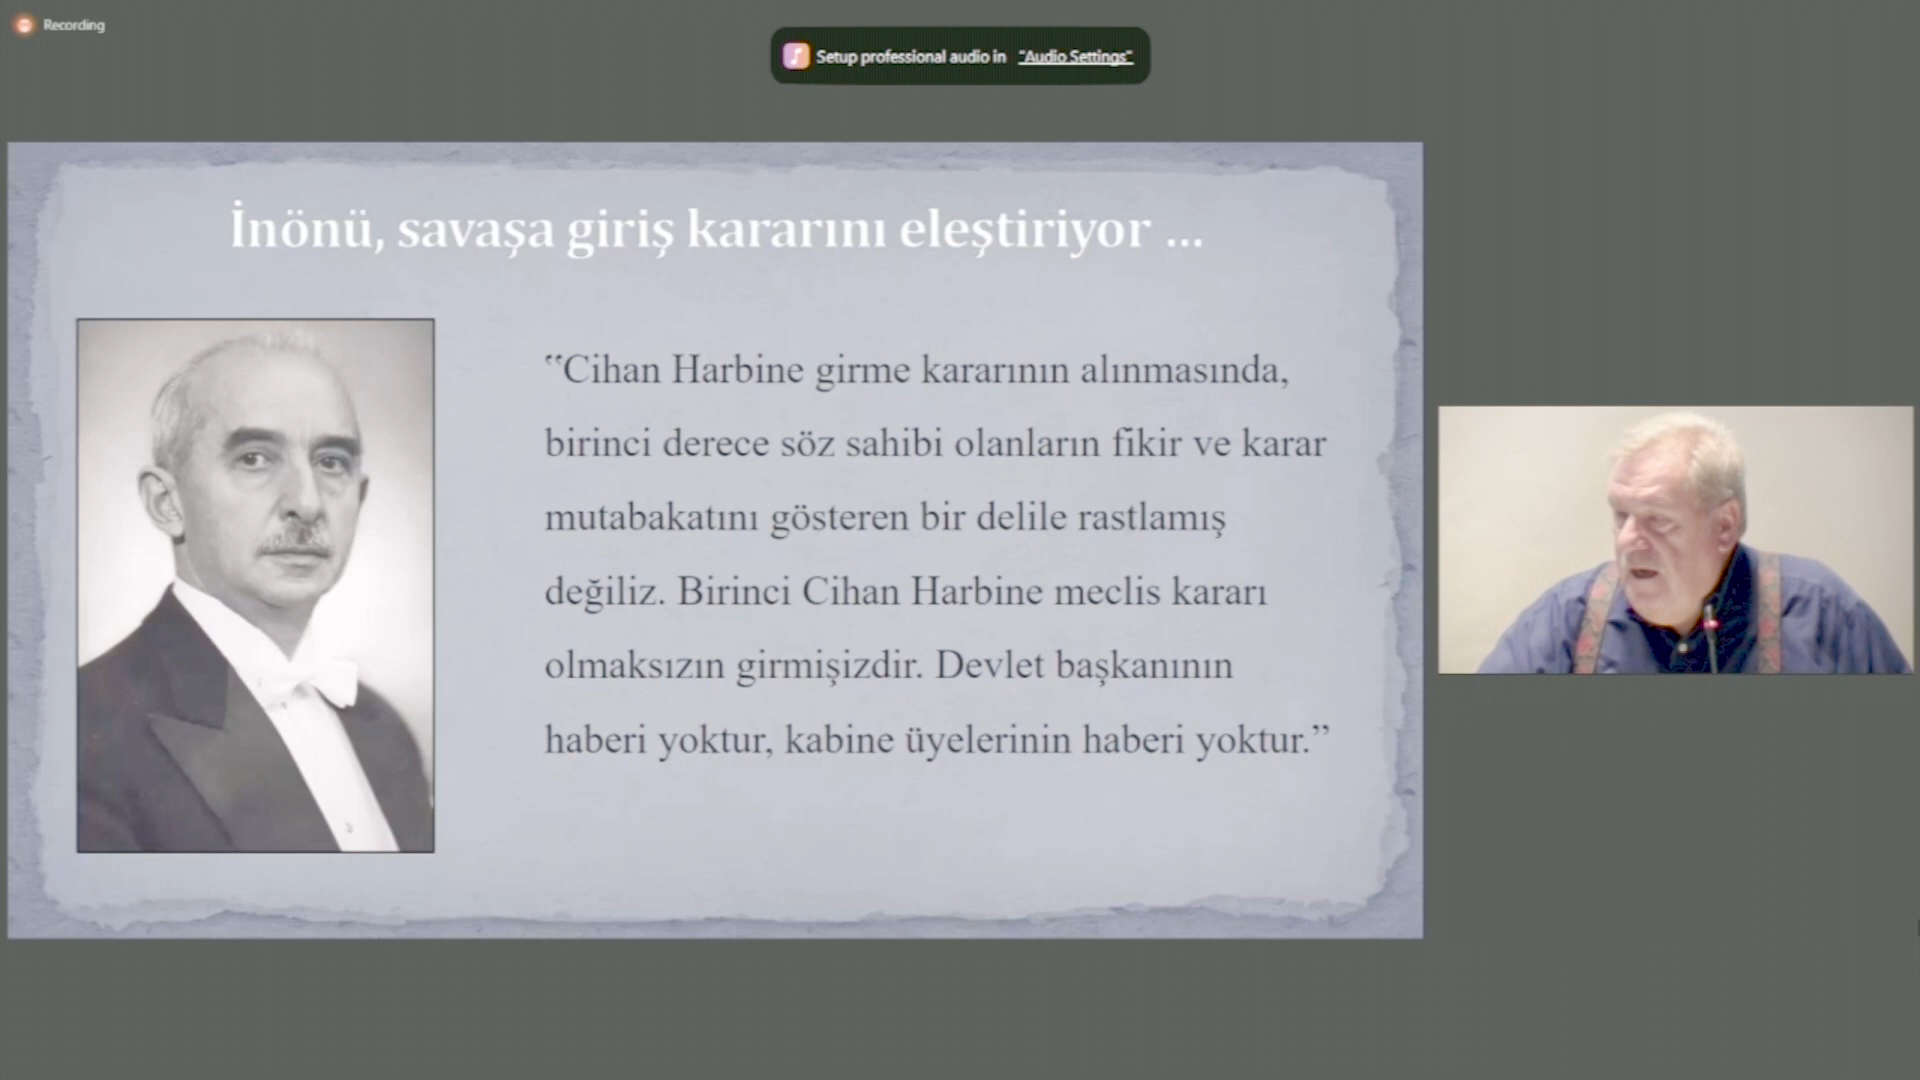 Recording
Setup professional audio in "Audio Settings"
İnönü, savaşa giriş kararını eleştiriyor ...
“Cihan Harbine girme kararının alınmasında,
birinci derece söz sahibi olanların fikir ve karar
mutabakatını gösteren bir delile rastlamış
değiliz. Birinci Cihan Harbine meclis kararı
olmaksızın girmişizdir. Devlet başkanının
haberi yoktur, kabine üyelerinin haberi yoktur.”